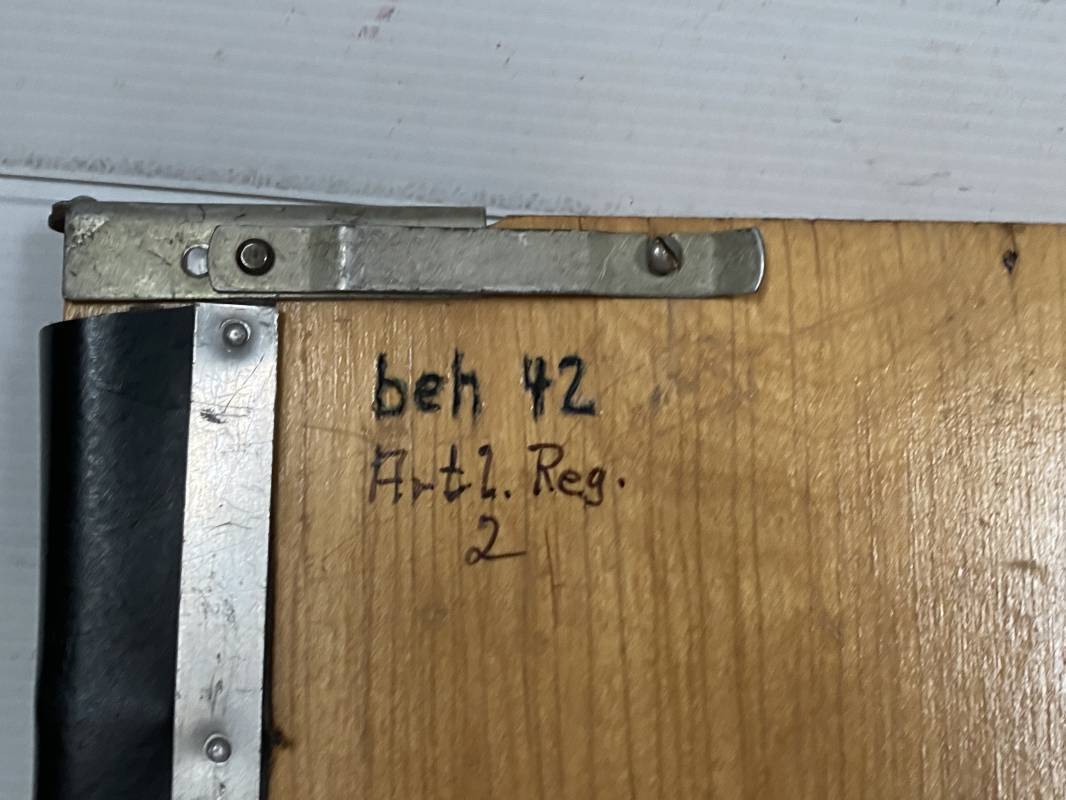 beh 42
Artl. Reg.
2